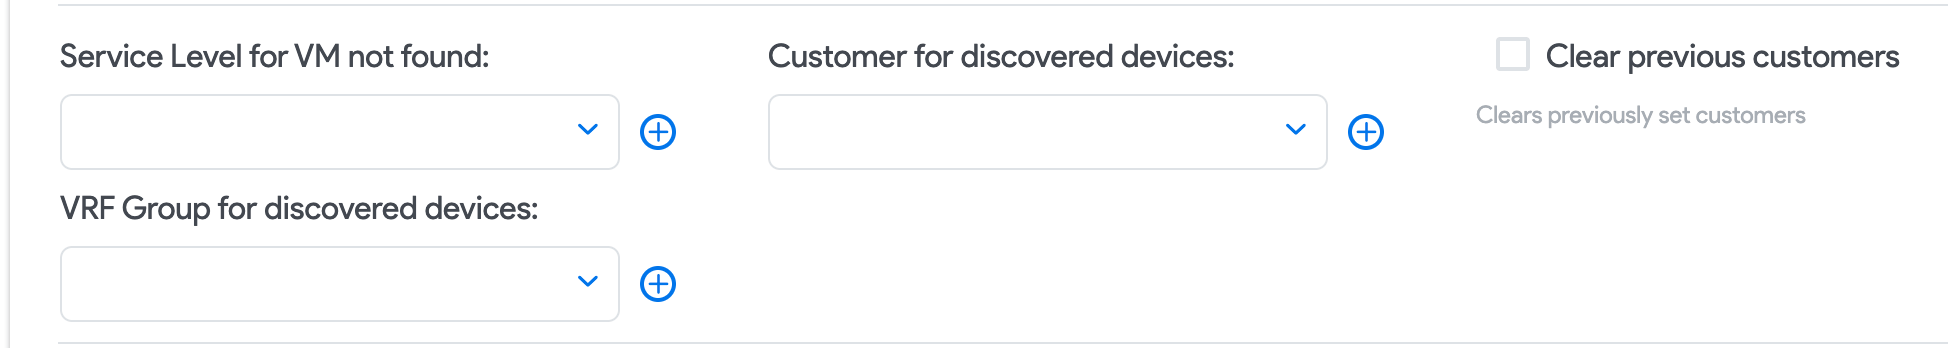 Service Level for VM not found:
Customer for discovered devices:
Clear previous customers
Clears previously set customers
VRF Group for discovered devices: